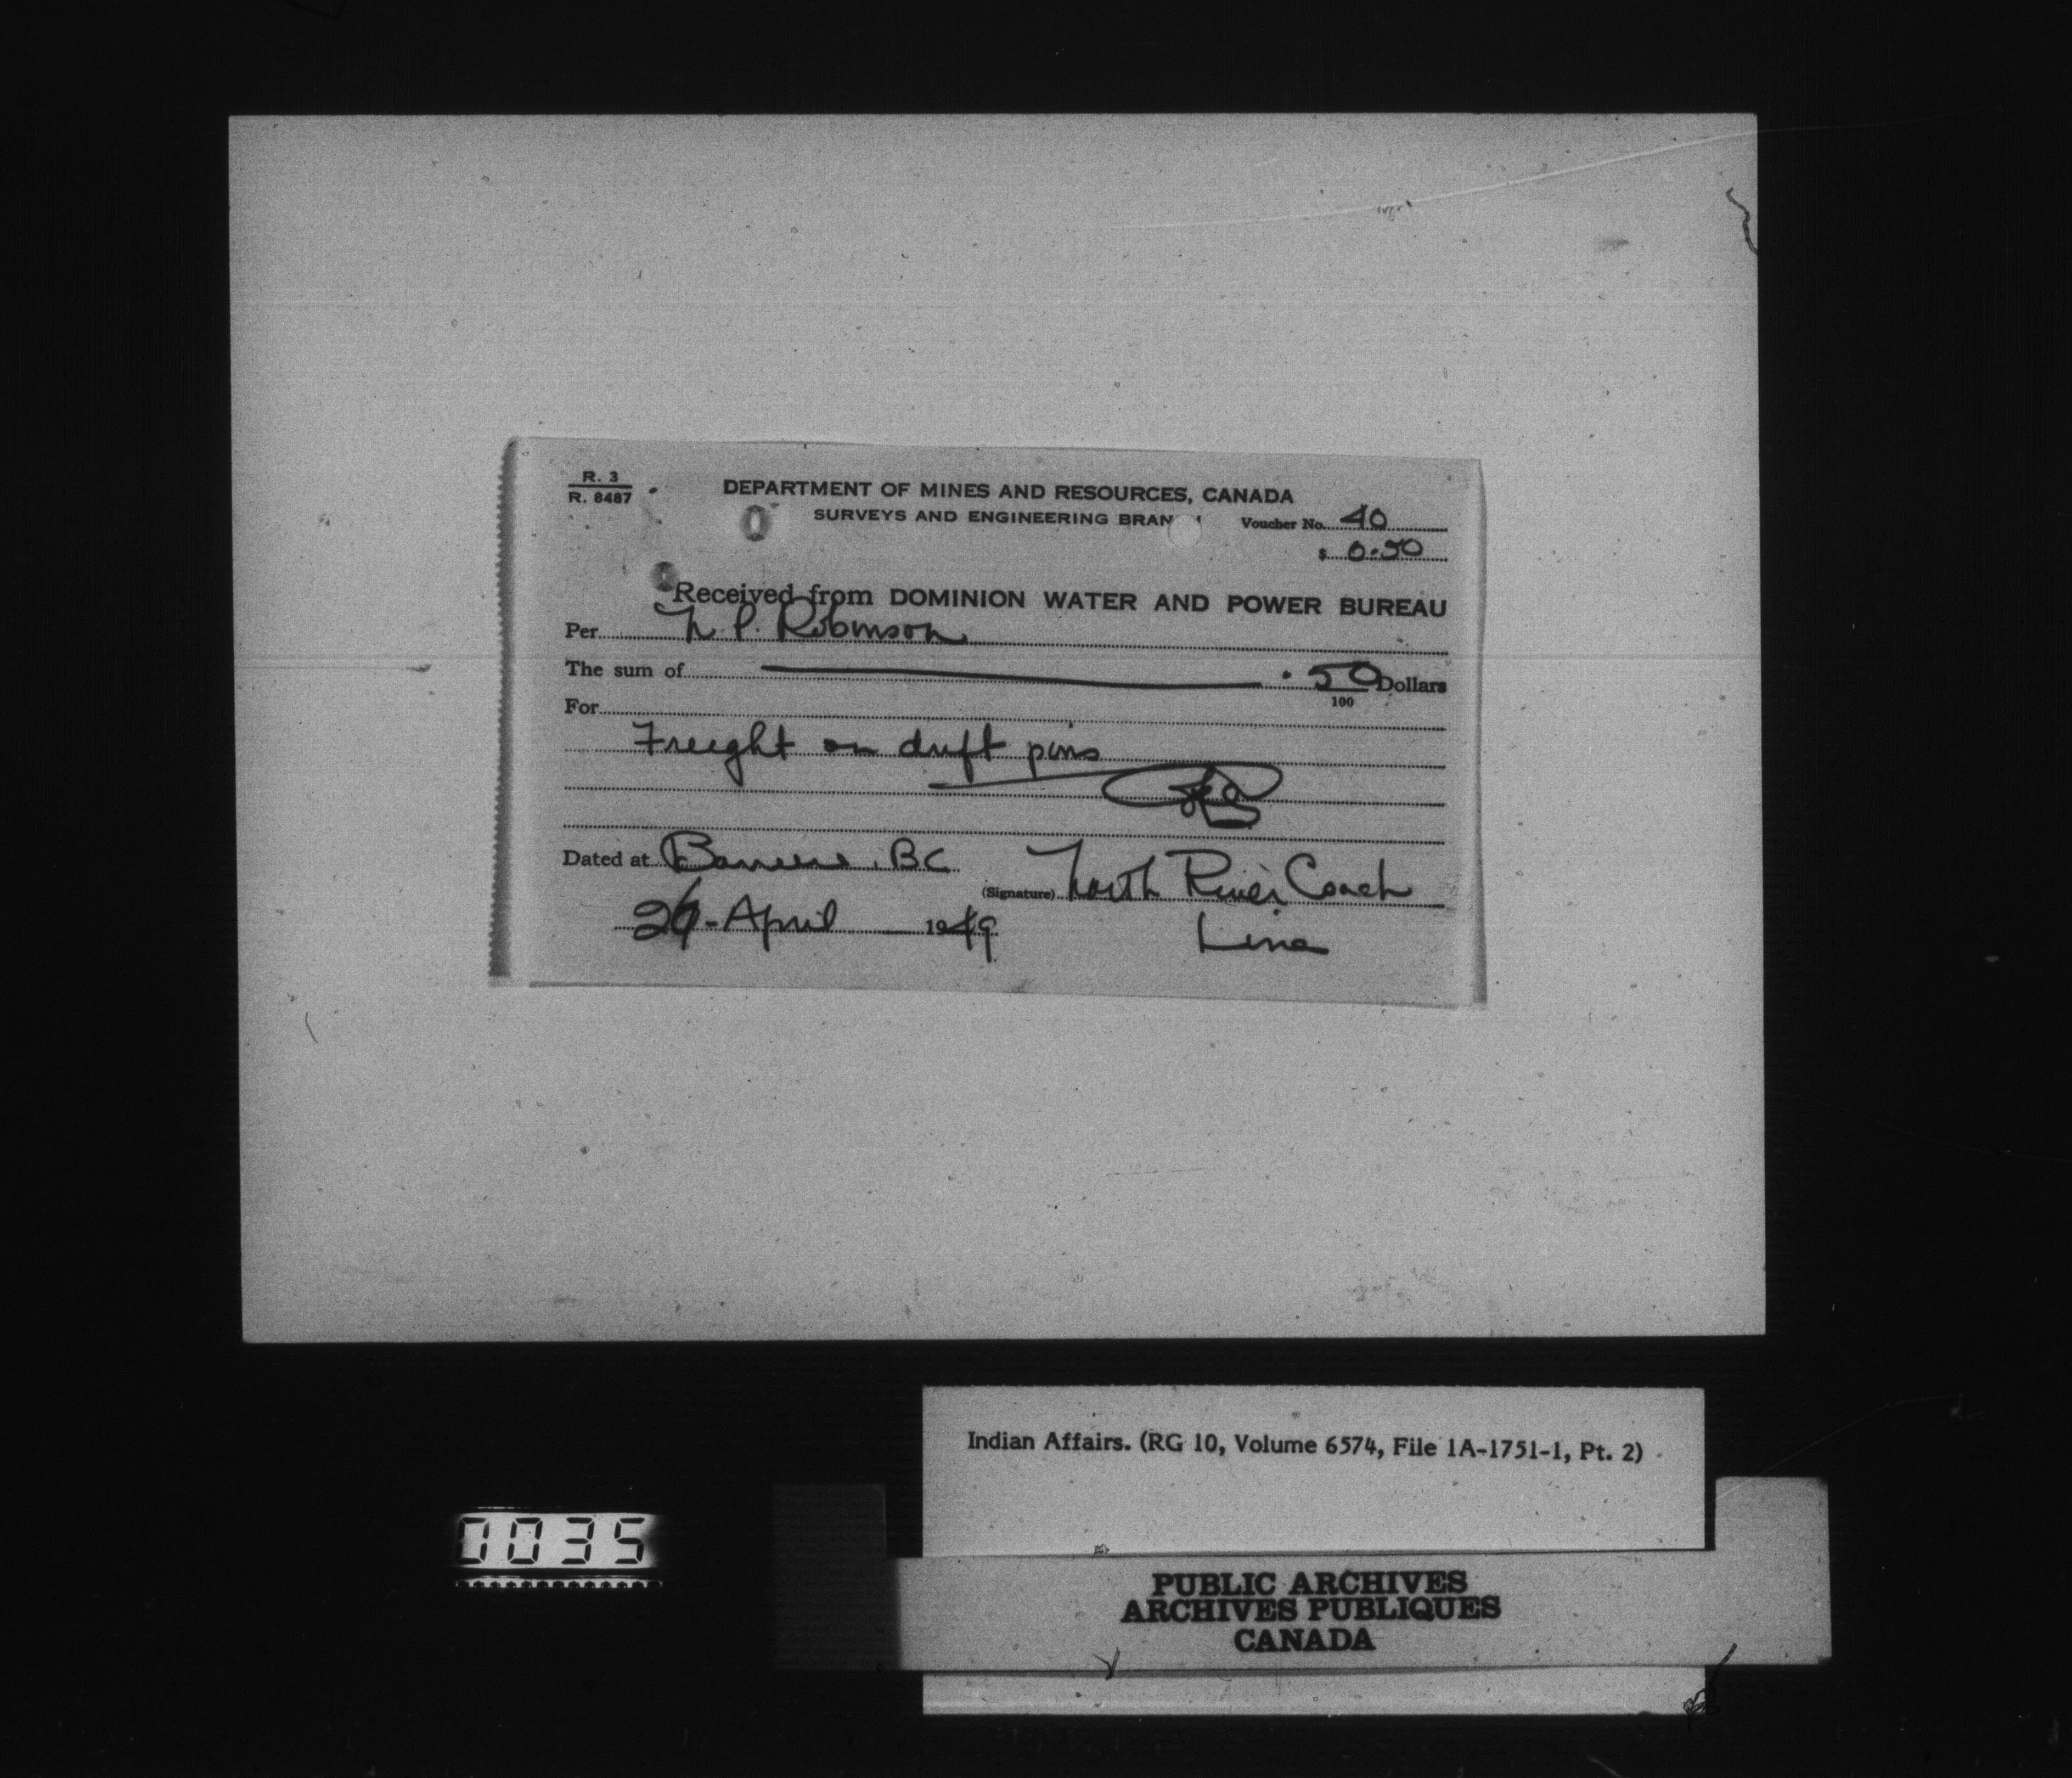 R. 3
R. 8487
DEPARTMENT OF MINES AND RESOURCES, CANADA
SURVEYS AND ENGINEERING BRAN
Voucher No. 40
$ 0.50
Received from DOMINION WATER AND POWER BUREAU
Per N. P. Robinson
The sum of .50 Dollars
100
For
Freight on drift pins
Dated at Barriere, B.C
(Signature) North River Coach
Line
April 1949
Indian Affairs. (RG 10, Volume 6574, File 1A-1751-1, Pt. 2)
0035
PUBLIC ARCHIVES
ARCHIVES PUBLIQUES
CANADA